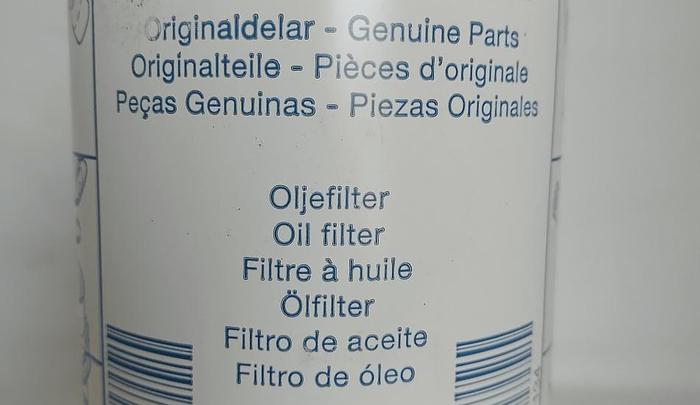 Originaldelar - Genuine Parts
Originalteile - Pièces d'originale
Peças Genuinas - Piezas Originales
Oljefilter
Oil filter
Filtre à huile
Ölfilter
Filtro de aceite
Filtro de óleo